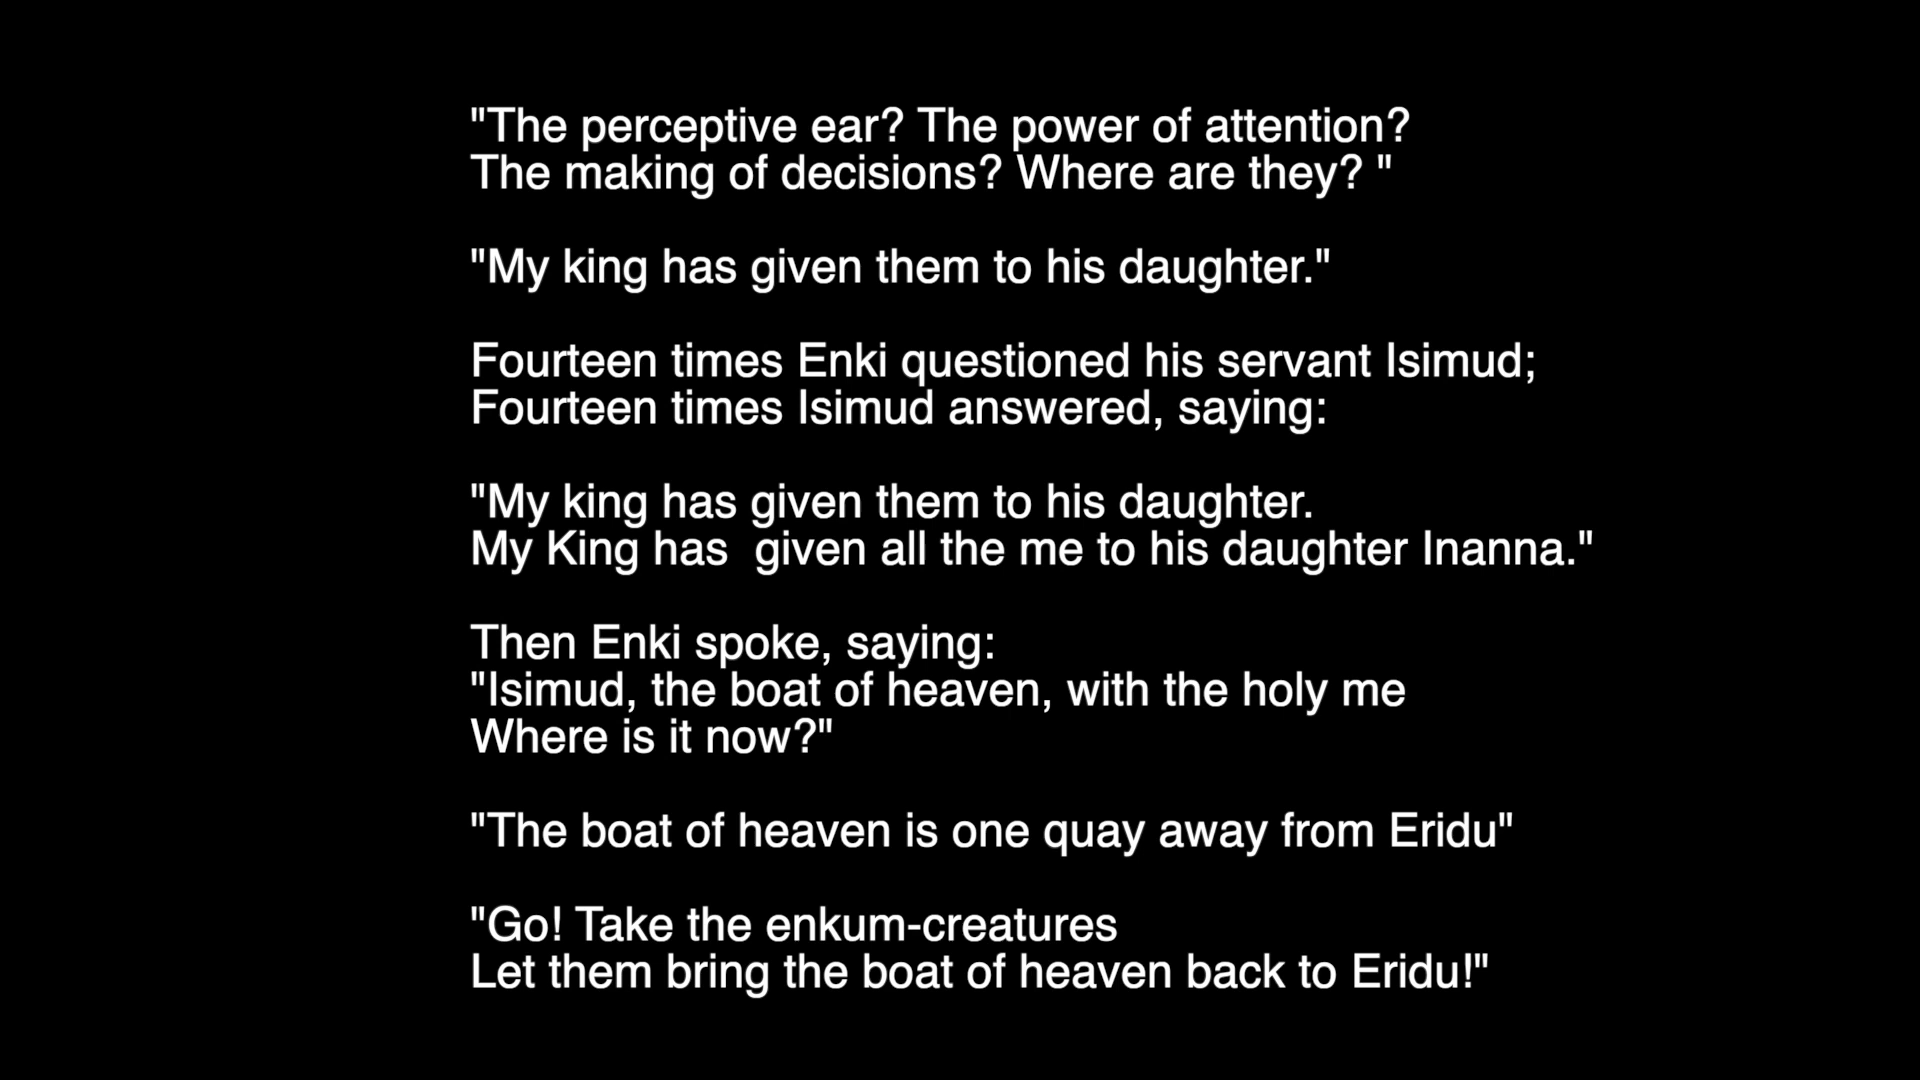 "The perceptive ear? The power of attention?
The making of decisions? Where are they? "
"My king has given them to his daughter."
Fourteen times Enki questioned his servant Isimud;
Fourteen times Isimud answered, saying:
"My king has given them to his daughter.
My King has  given all the me to his daughter Inanna."
Then Enki spoke, saying:
"Isimud, the boat of heaven, with the holy me
Where is it now?"
"The boat of heaven is one quay away from Eridu"
"Go! Take the enkum-creatures
Let them bring the boat of heaven back to Eridu!"